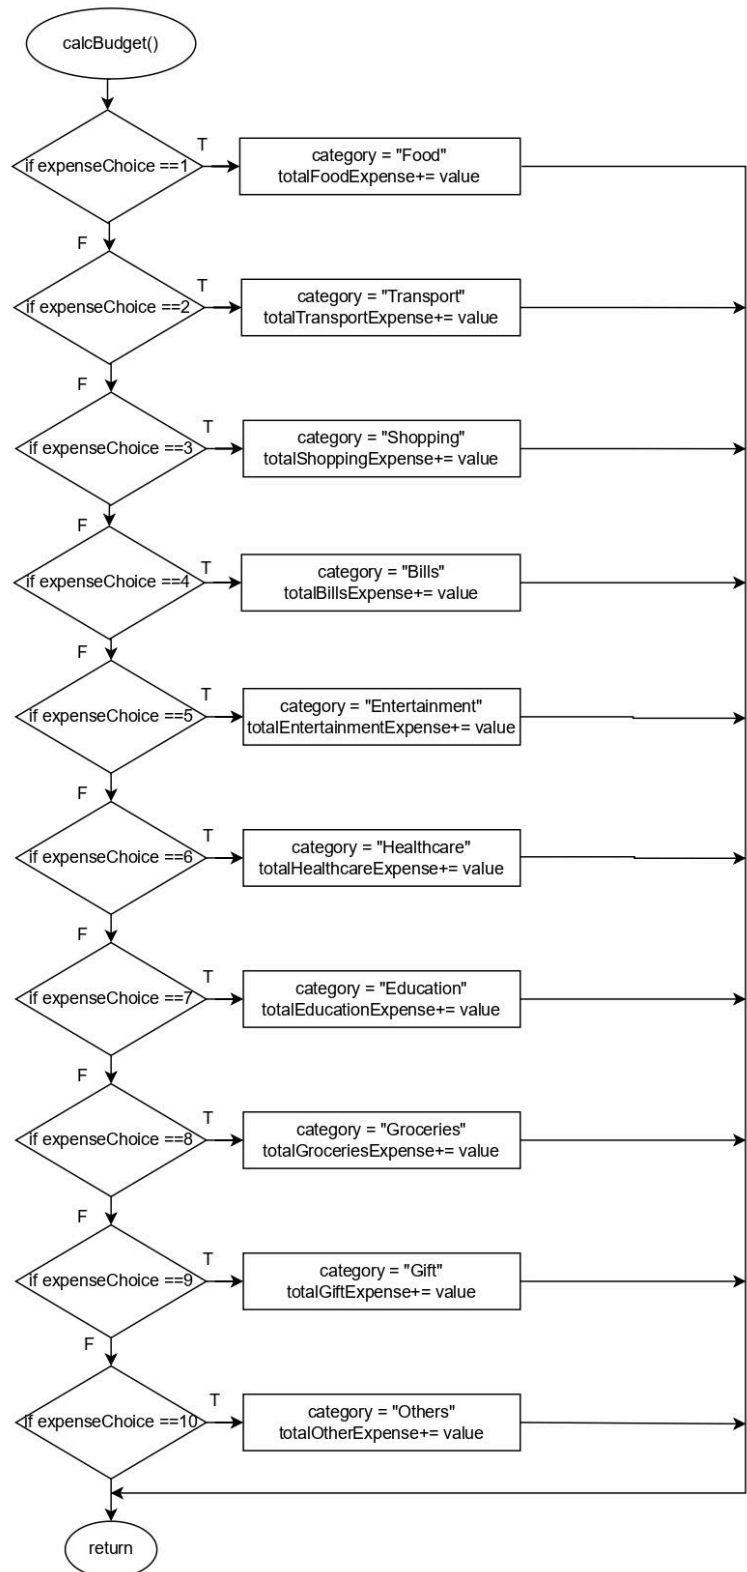 calcBudget()
T
if expenseChoice ==1
category = "Food"
totalFoodExpense+= value
F
T
if expenseChoice ==2
category = "Transport"
totalTransportExpense+= value
F
T
if expenseChoice ==3
category = "Shopping"
totalShoppingExpense+= value
F
T
if expenseChoice ==4
category = "Bills"
totalBillsExpense+= value
F
T
if expenseChoice ==5
category = "Entertainment"
totalEntertainmentExpense+= value
F
T
if expenseChoice ==6
category = "Healthcare"
totalHealthcareExpense+= value
F
T
if expenseChoice ==7
category = "Education"
totalEducationExpense+= value
F
T
if expenseChoice ==8
category = "Groceries"
totalGroceriesExpense+= value
F
T
if expenseChoice ==9
category = "Gift"
totalGiftExpense+= value
F
T
if expenseChoice ==10
category = "Others"
totalOtherExpense+= value
return